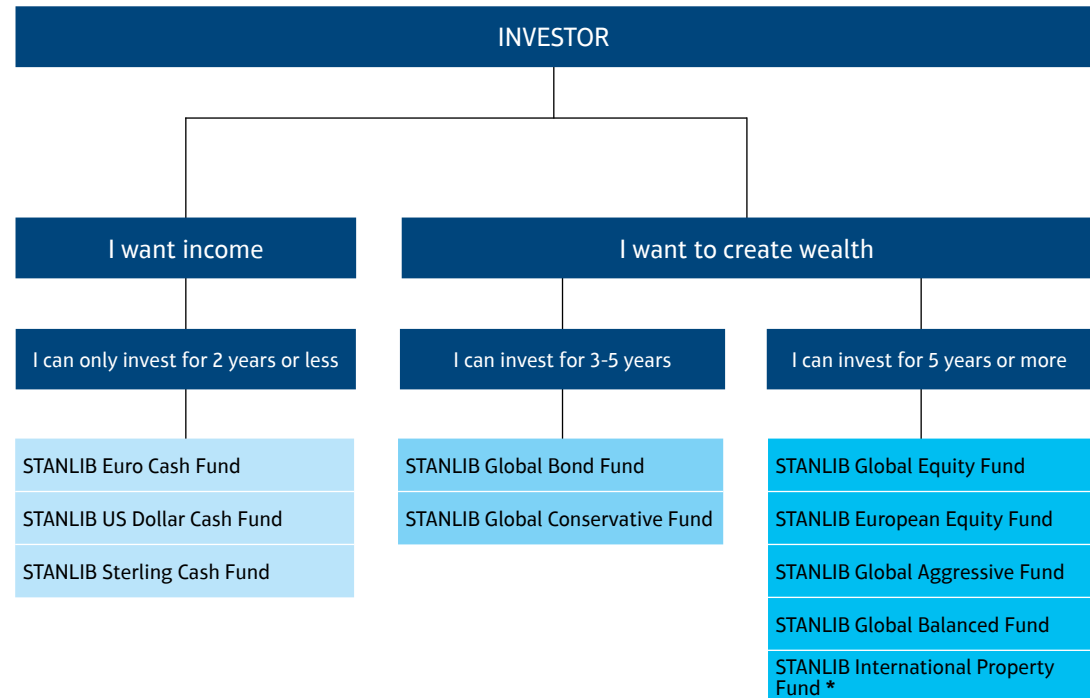 INVESTOR
I want income
I want to create wealth
I can only invest for 2 years or less
I can invest for 3-5 years
I can invest for 5 years or more
STANLIB Euro Cash Fund
STANLIB US Dollar Cash Fund
STANLIB Sterling Cash Fund
STANLIB Global Bond Fund
STANLIB Global Conservative Fund
STANLIB Global Equity Fund
STANLIB European Equity Fund
STANLIB Global Aggressive Fund
STANLIB Global Balanced Fund
STANLIB International Property
Fund *